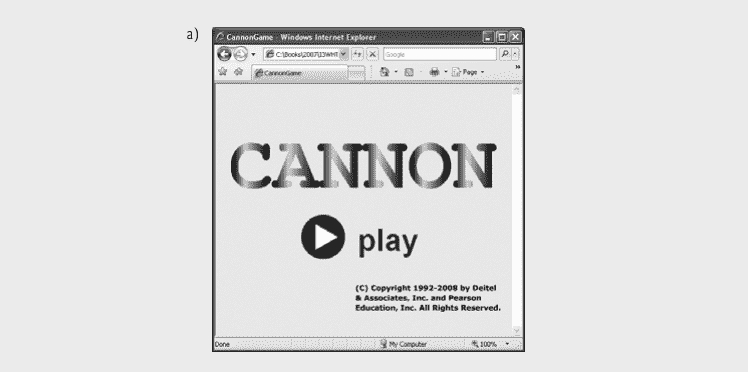 a)
CannonGame - Windows Internet Explorer
Google
CannonGame
Page
CANNON
play
(C) Copyright 1992-2008 by Deitel
& Associates, Inc. and Pearson
Education, Inc. All Rights Reserved.
Done My Computer 100%